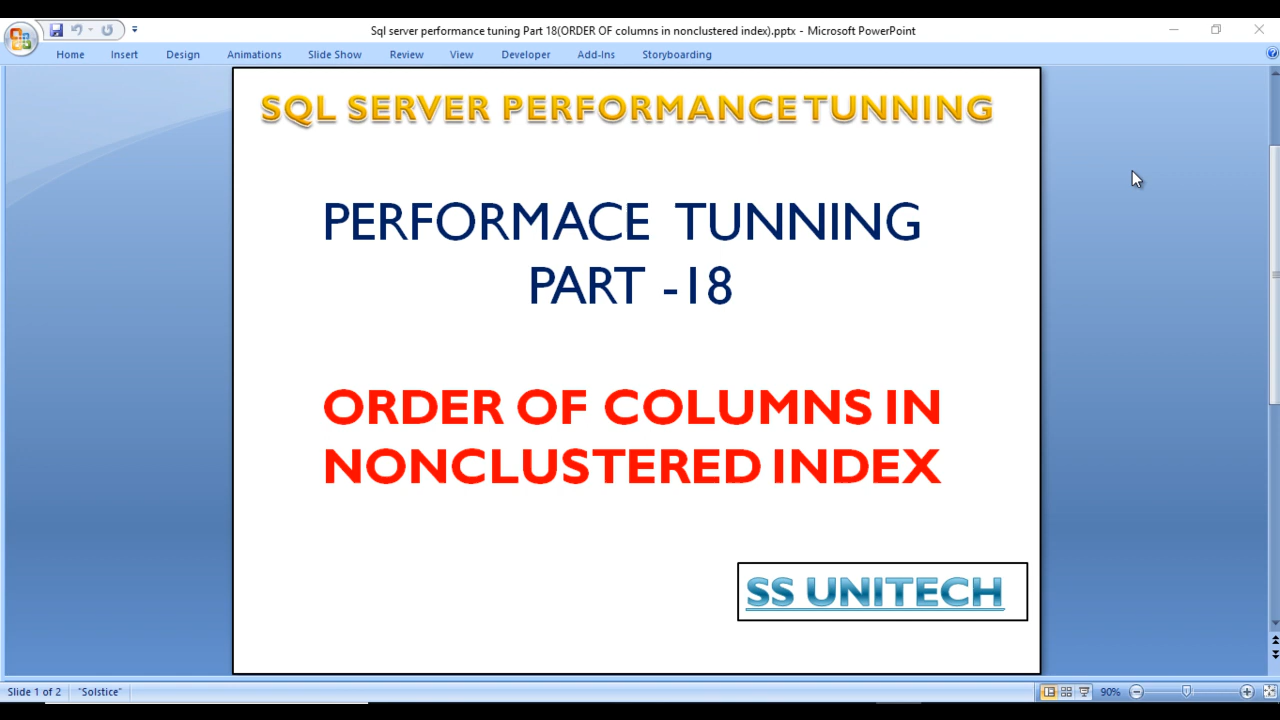 Sql server performance tuning Part 18(ORDER OF columns in nonclustered index).pptx - Microsoft PowerPoint
Home Insert Design Animations Slide Show Review View Developer Add-Ins Storyboarding
SQL SERVER PERFORMANCE TUNNING
PERFORMACE TUNNING
PART -18
ORDER OF COLUMNS IN
NONCLUSTERED INDEX
SS UNITECH
Slide 1 of 2 "Solstice" 90%